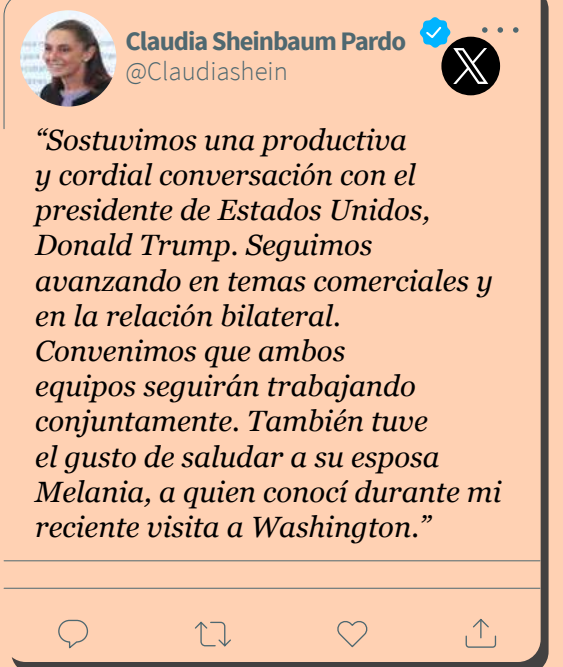 Claudia Sheinbaum Pardo
@Claudiashein
“Sostuvimos una productiva
y cordial conversación con el
presidente de Estados Unidos,
Donald Trump. Seguimos
avanzando en temas comerciales y
en la relación bilateral.
Convenimos que ambos
equipos seguirán trabajando
conjuntamente. También tuve
el gusto de saludar a su esposa
Melania, a quien conocí durante mi
reciente visita a Washington.”